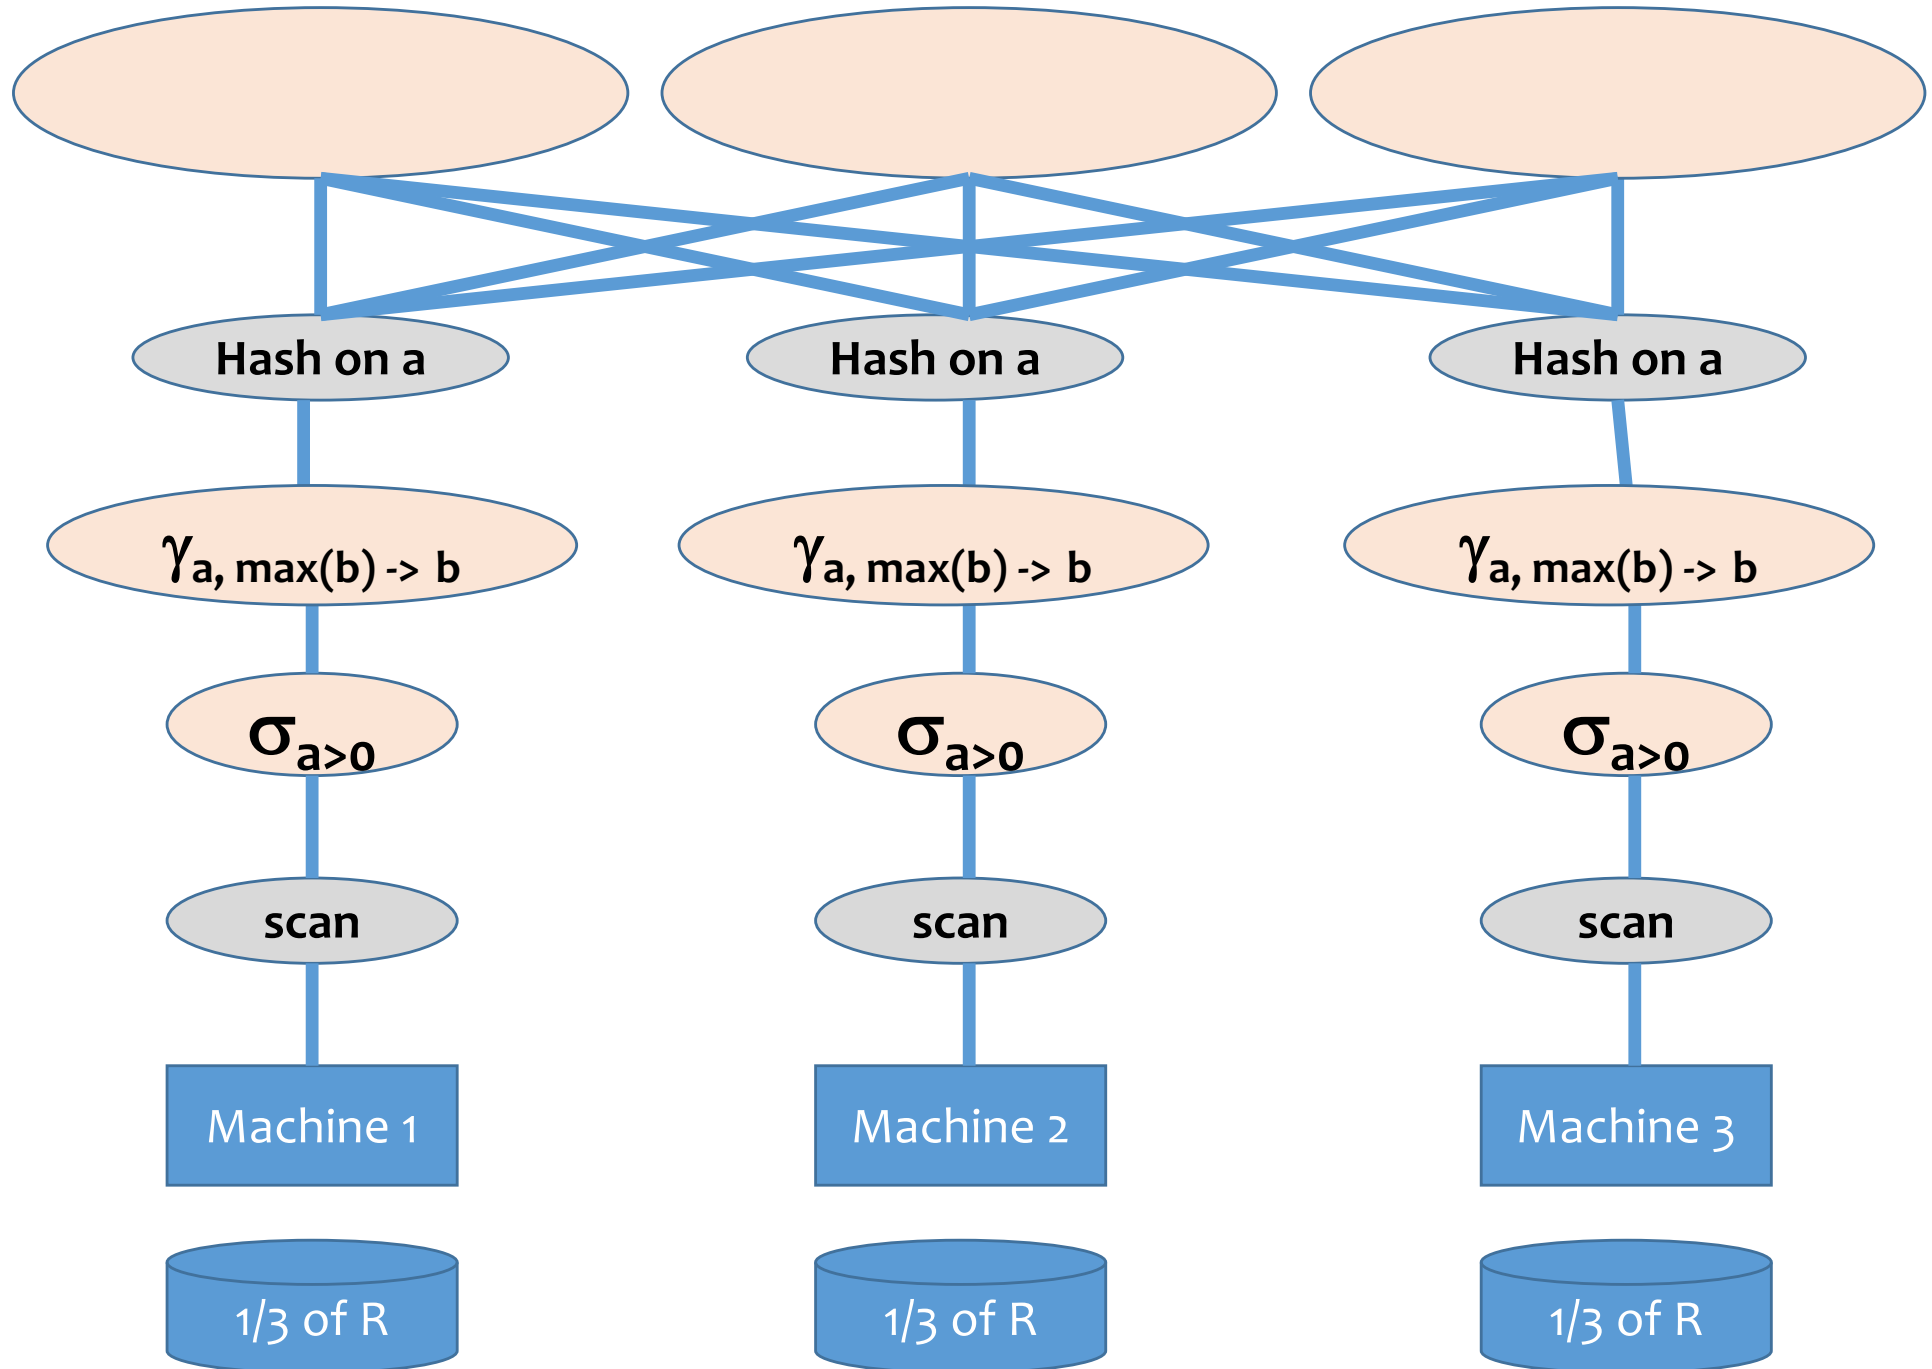 Hash on a Hash on a Hash on a
γa, max(b) -> b γa, max(b) -> b γa, max(b) -> b
σa>0 σa>0 σa>0
scan scan scan
Machine 1 Machine 2 Machine 3
1/3 of R 1/3 of R 1/3 of R